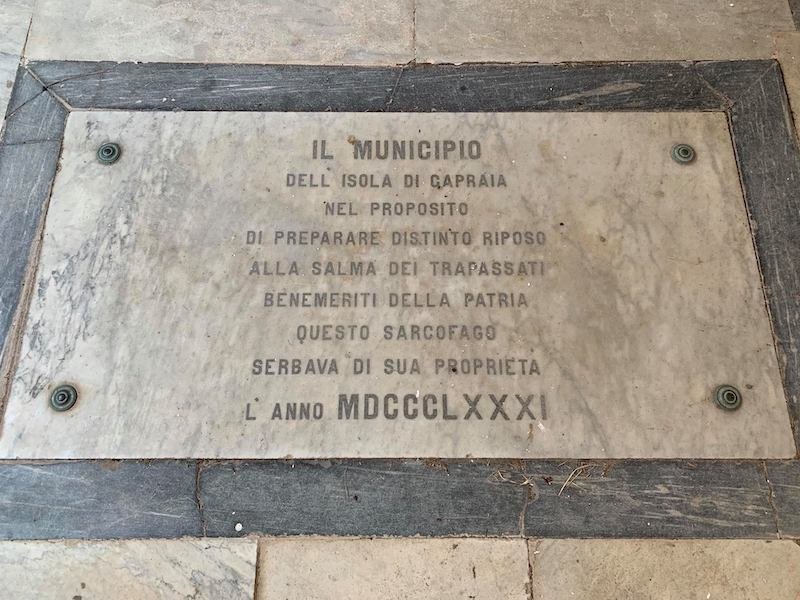 IL MUNICIPIO
DELL ISOLA DI CAPRAIA
NEL PROPOSITO
DI PREPARARE DISTINTO RIPOSO
ALLA SALMA DEI TRAPASSATI
BENEMERITI DELLA PATRIA
QUESTO SARCOFAGO
SERBAVA DI SUA PROPRIETA
L'ANNO MDCCCLXXXI